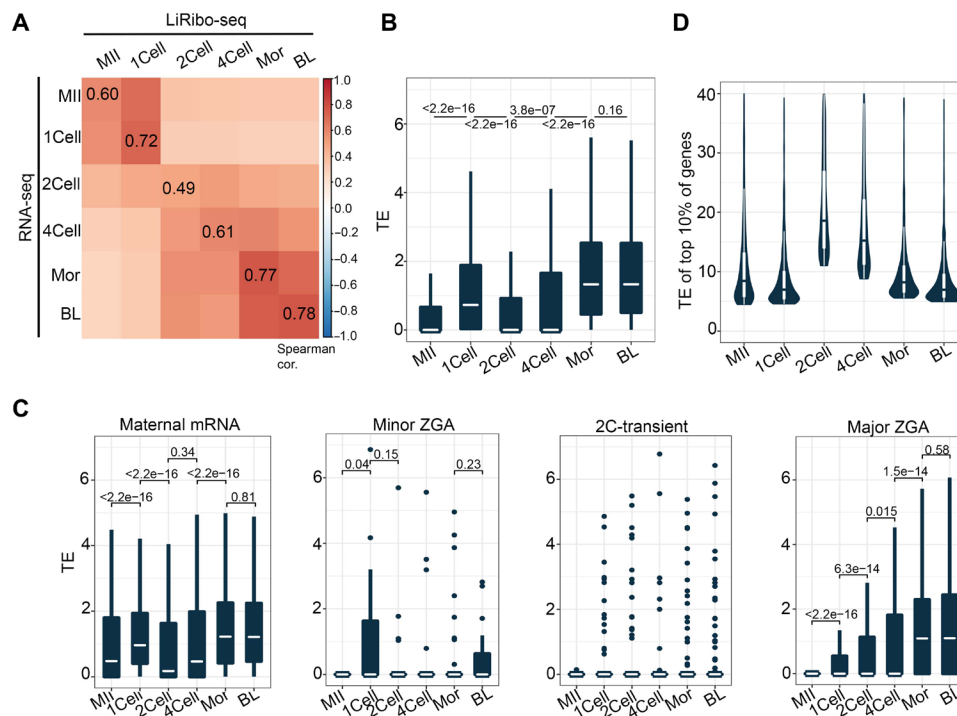 A
LiRibo-seq
MII 1Cell 2Cell 4Cell Mor BL
RNA-seq
MII
1Cell
2Cell
4Cell
Mor
BL
0.60
0.72
0.49
0.61
0.77
0.78
1.0
0.8
0.6
0.4
0.2
0.0
−0.2
−0.4
−0.6
−0.8
−1.0
Spearman
cor.
B
TE
6
4
2
0
<2.2e−16 3.8e−07 0.16
<2.2e−16 <2.2e−16
MII 1Cell 2Cell 4Cell Mor BL
D
TE of top 10% of genes
40
30
20
10
0
MII 1Cell 2Cell 4Cell Mor BL
C
Maternal mRNA
TE
6
4
2
0
0.34
<2.2e−16 <2.2e−16
<2.2e−16 0.81
MII 1Cell 2Cell 4Cell Mor BL
Minor ZGA
6
4
2
0
0.15
0.04 0.23
MII 1Cell 2Cell 4Cell Mor BL
2C-transient
6
4
2
0
MII 1Cell 2Cell 4Cell Mor BL
Major ZGA
6
4
2
0
0.58
1.5e−14
0.015
6.3e−14
<2.2e−16
MII 1Cell 2Cell 4Cell Mor BL